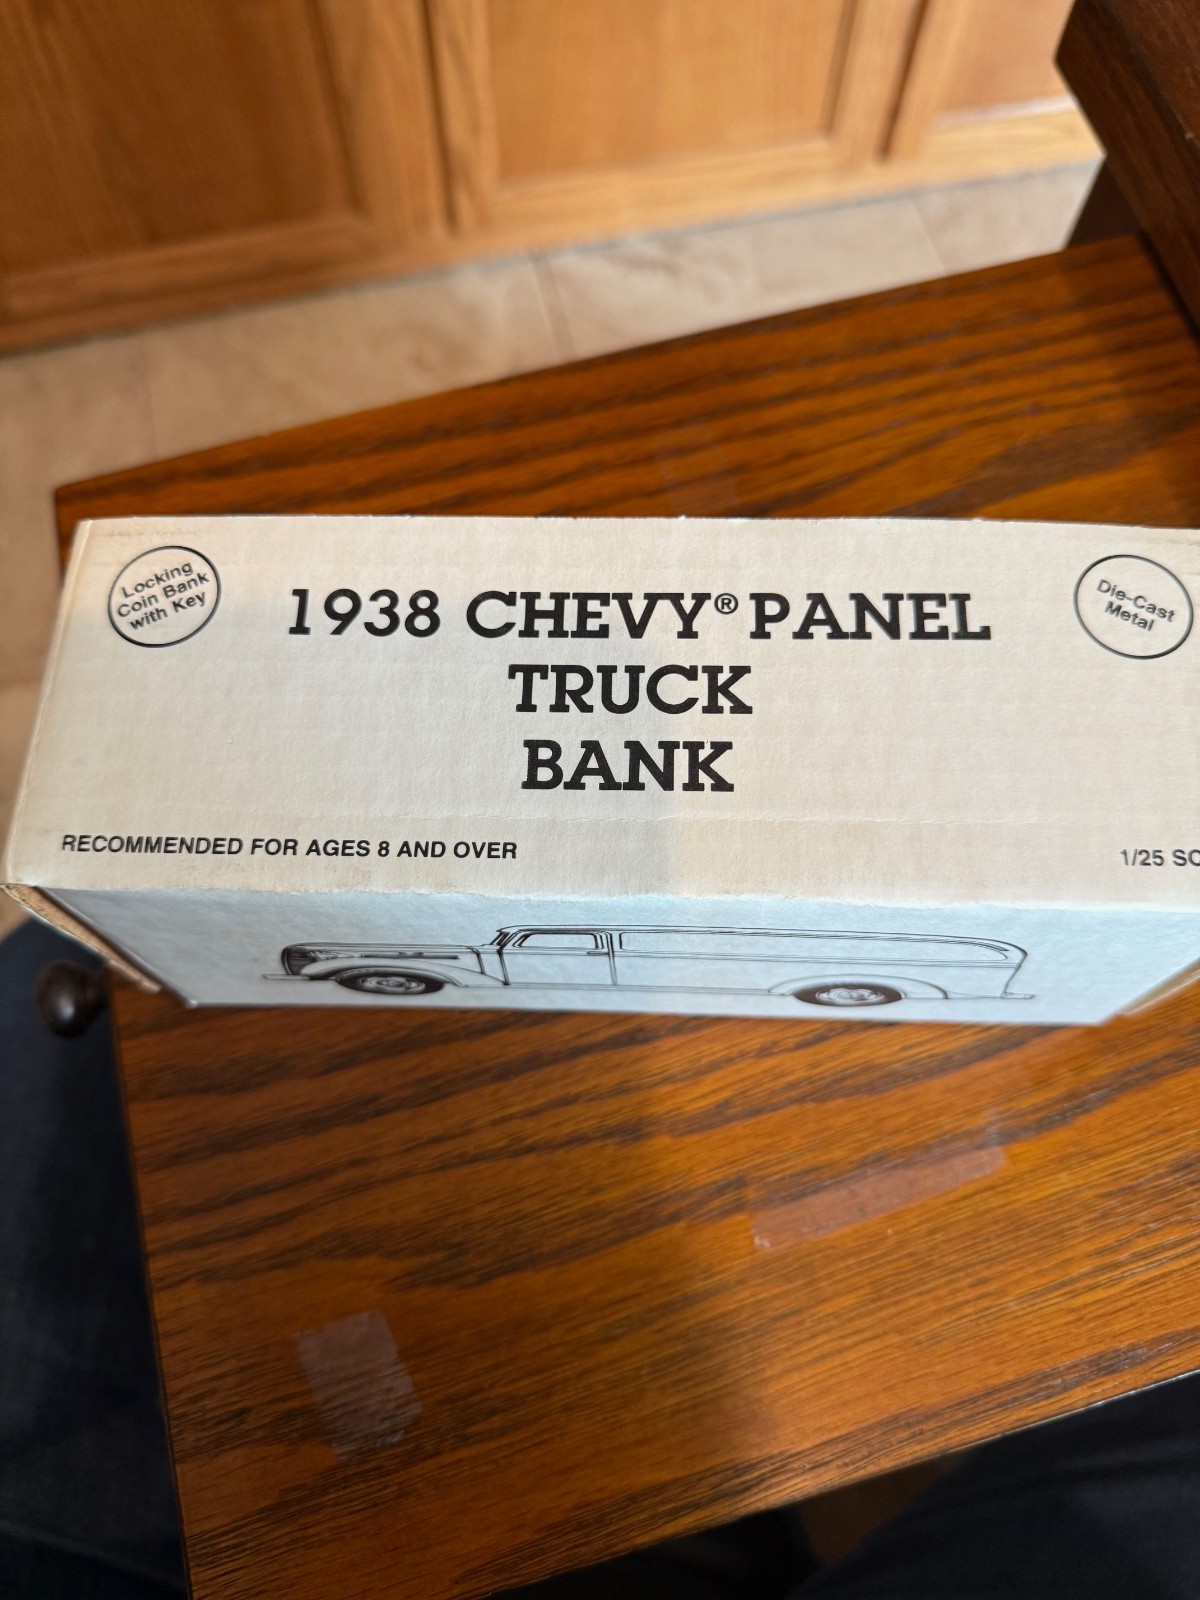 Locking
Coin Bank
with Key
1938 CHEVY® PANEL
TRUCK
BANK
Die-Cast
Metal
RECOMMENDED FOR AGES 8 AND OVER
1/25